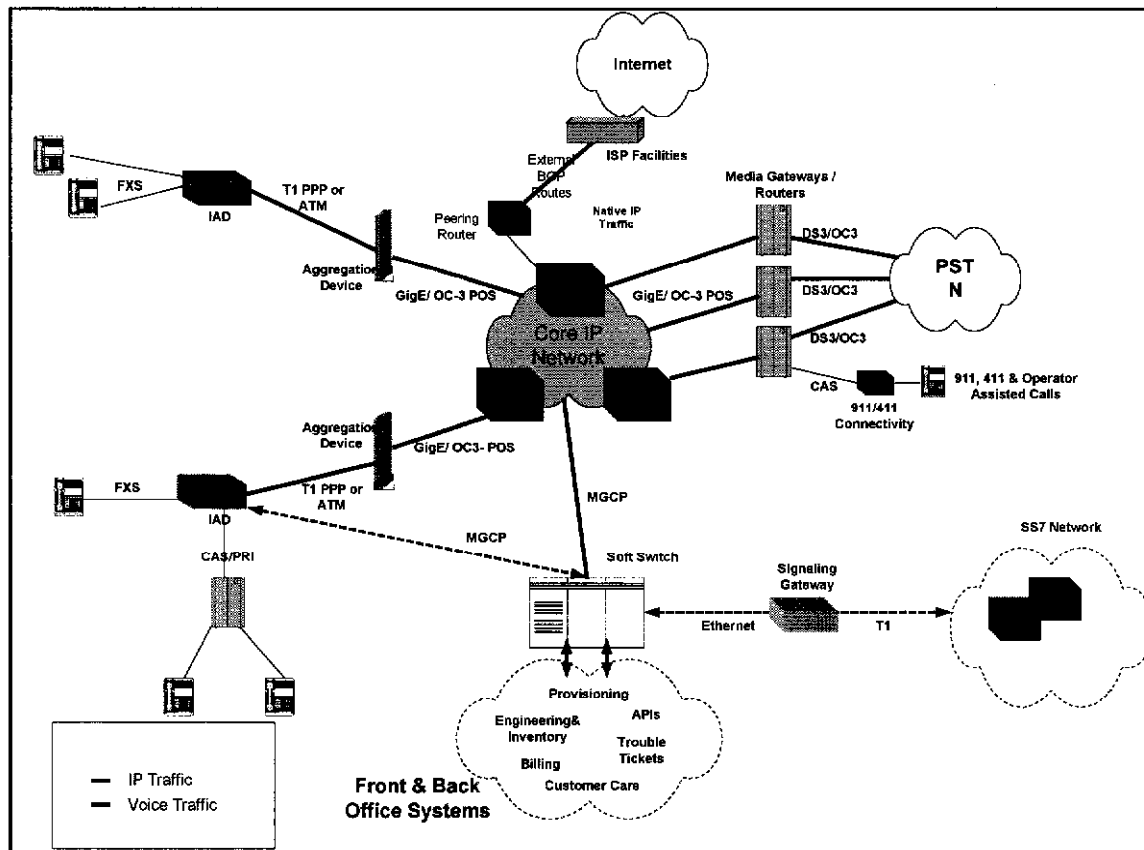 Internet
ISP Facilities
External
BGP
Routes
Native IP
Traffic
Peering
Router
Media Gateways /
Routers
FXS
IAD
T1 PPP or
ATM
Aggregation
Device
GigE/ OC-3 POS
GigE/ OC-3 POS
DS3/OC3
DS3/OC3
DS3/OC3
PST
N
Core IP
Network
CAS
911/411
Connectivity
911, 411 & Operator
Assisted Calls
Aggregation
Device
GigE/ OC3- POS
FXS
IAD
T1 PPP or
ATM
MGCP
MGCP
CAS/PRI
Soft Switch
Signaling
Gateway
SS7 Network
Ethernet
T1
Provisioning
APIs
Engineering&
Inventory
Trouble
Tickets
Billing
Customer Care
Front & Back
Office Systems
IP Traffic
Voice Traffic